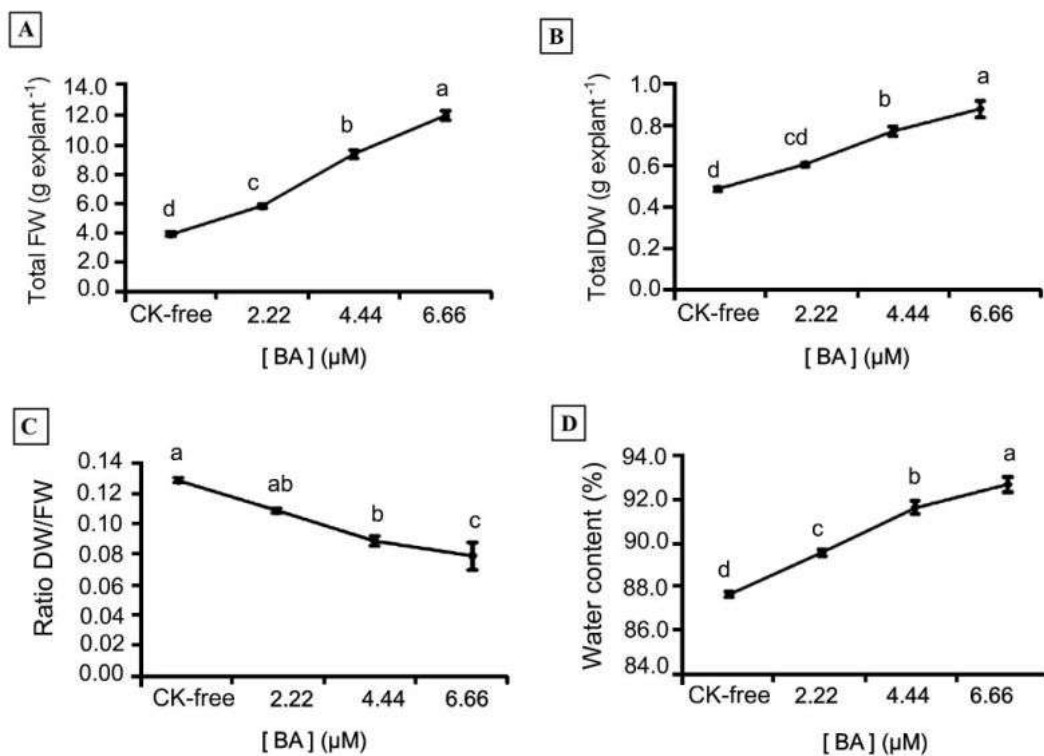 A
Total FW (g explant⁻¹)
14.0
12.0
10.0
8.0
6.0
4.0
2.0
0.0
d
c
b
a
CK-free 2.22 4.44 6.66
[ BA ] (µM)
B
Total DW (g explant⁻¹)
1.0
0.8
0.6
0.4
0.2
0.0
d
cd
b
a
CK-free 2.22 4.44 6.66
[ BA ] (µM)
C
Ratio DW/FW
0.14
0.12
0.10
0.08
0.06
0.04
0.02
0.00
a
ab
b
c
CK-free 2.22 4.44 6.66
[ BA ] (µM)
D
Water content (%)
94.0
92.0
90.0
88.0
86.0
84.0
d
c
b
a
CK-free 2.22 4.44 6.66
[ BA ] (µM)